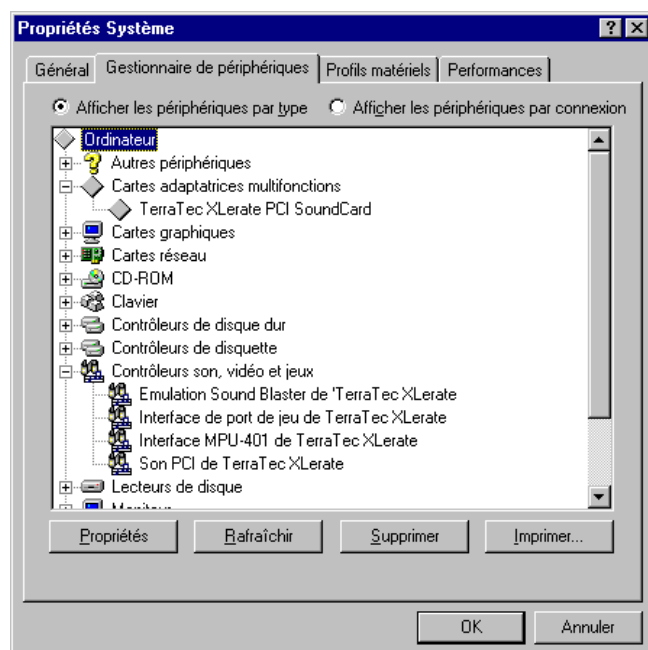 Propriétés Système
Général Gestionnaire de périphériques Profils matériels Performances
Afficher les périphériques par type Afficher les périphériques par connexion
Ordinateur
Autres périphériques
Cartes adaptatrices multifonctions
TerraTec XLerate PCI SoundCard
Cartes graphiques
Cartes réseau
CD-ROM
Clavier
Contrôleurs de disque dur
Contrôleurs de disquette
Contrôleurs son, vidéo et jeux
Emulation Sound Blaster de 'TerraTec XLerate
Interface de port de jeu de TerraTec XLerate
Interface MPU-401 de TerraTec XLerate
Son PCI de TerraTec XLerate
Lecteurs de disque
Propriétés Rafraîchir Supprimer Imprimer...
OK Annuler